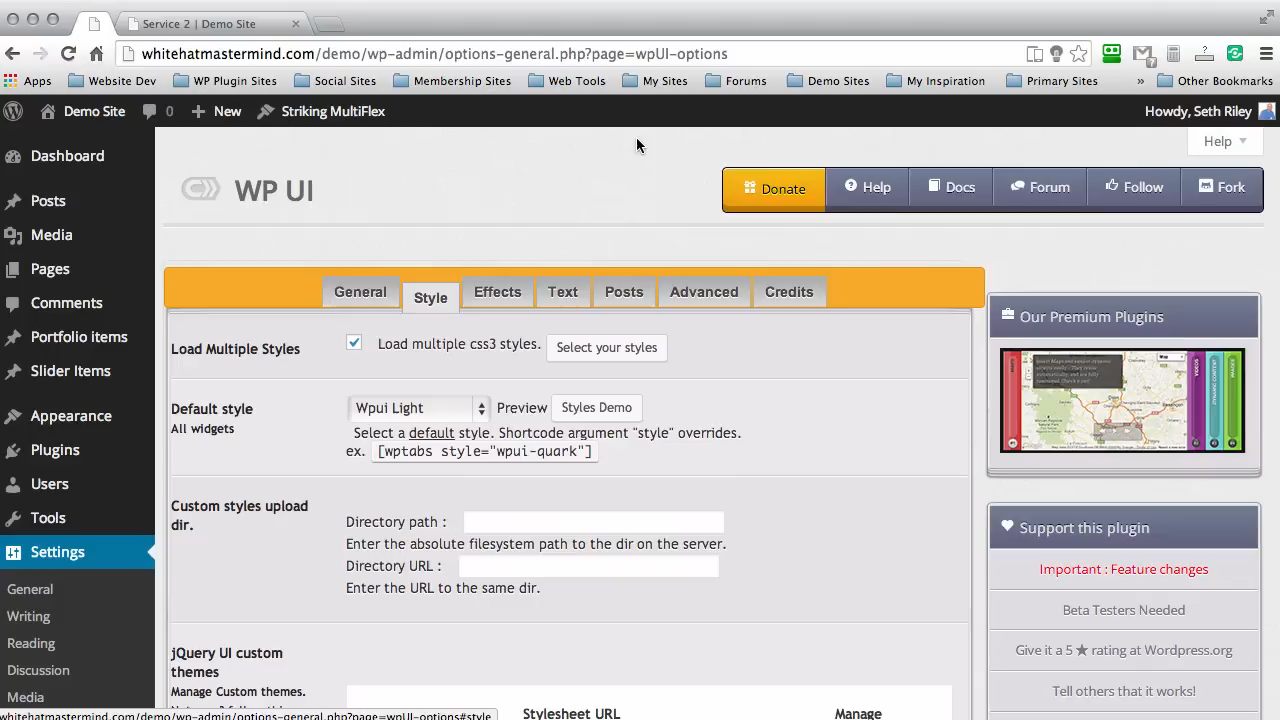 Service 2 | Demo Site
whitehatmastermind.com/demo/wp-admin/options-general.php?page=wpUI-options
Apps Website Dev WP Plugin Sites Social Sites Memtership Sites Web Tools My Sites Forums Demo Sites My Inspiration Primary Sites » Other Bookmarks
Demo Site 0 New Striking MultiFlex Howdy, Seth Riley
Help
Dashboard
Posts
Media
Pages
Comments
Portfolio items
Slider Items
Appearance
Plugins
Users
Tools
Settings
General
Writing
Reading
Discussion
Media
WP UI
Donate Help Docs Forum Follow Fork
General Style Effects Text Posts Advanced Credits
Load Multiple Styles Load multiple css3 styles. Select your styles
Default style Wpui Light Preview Styles Demo
All widgets
Select a default style. Shortcode argument "style" overrides.
ex. [wptabs style="wpui-quark"]
Custom styles upload
dir.
Directory path :
Enter the absolute filesystem path to the dir on the server.
Directory URL :
Enter the URL to the same dir.
jQuery UI custom
themes
Manage Custom themes.
Stylesheet URL Manage
Our Premium Plugins
Support this plugin
Important : Feature changes
Beta Testers Needed
Give it a 5 ★ rating at Wordpress.org
Tell others that it works!
whitehatmastermind.com/demo/wp-admin/options-general.php?page=wpUI-options#style